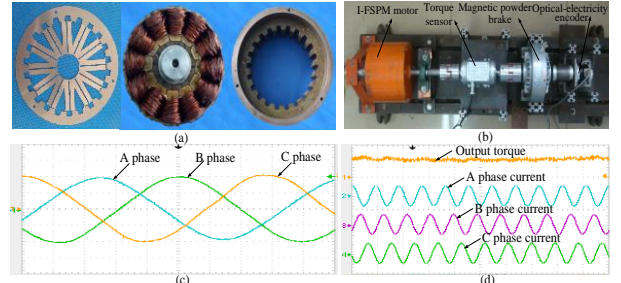 I-FSPM motor
Torque sensor
Magnetic powder brake
Optical-electricity encoder
(a)
(b)
A phase
B phase
C phase
Output torque
A phase current
B phase current
C phase current
(c)
(d)